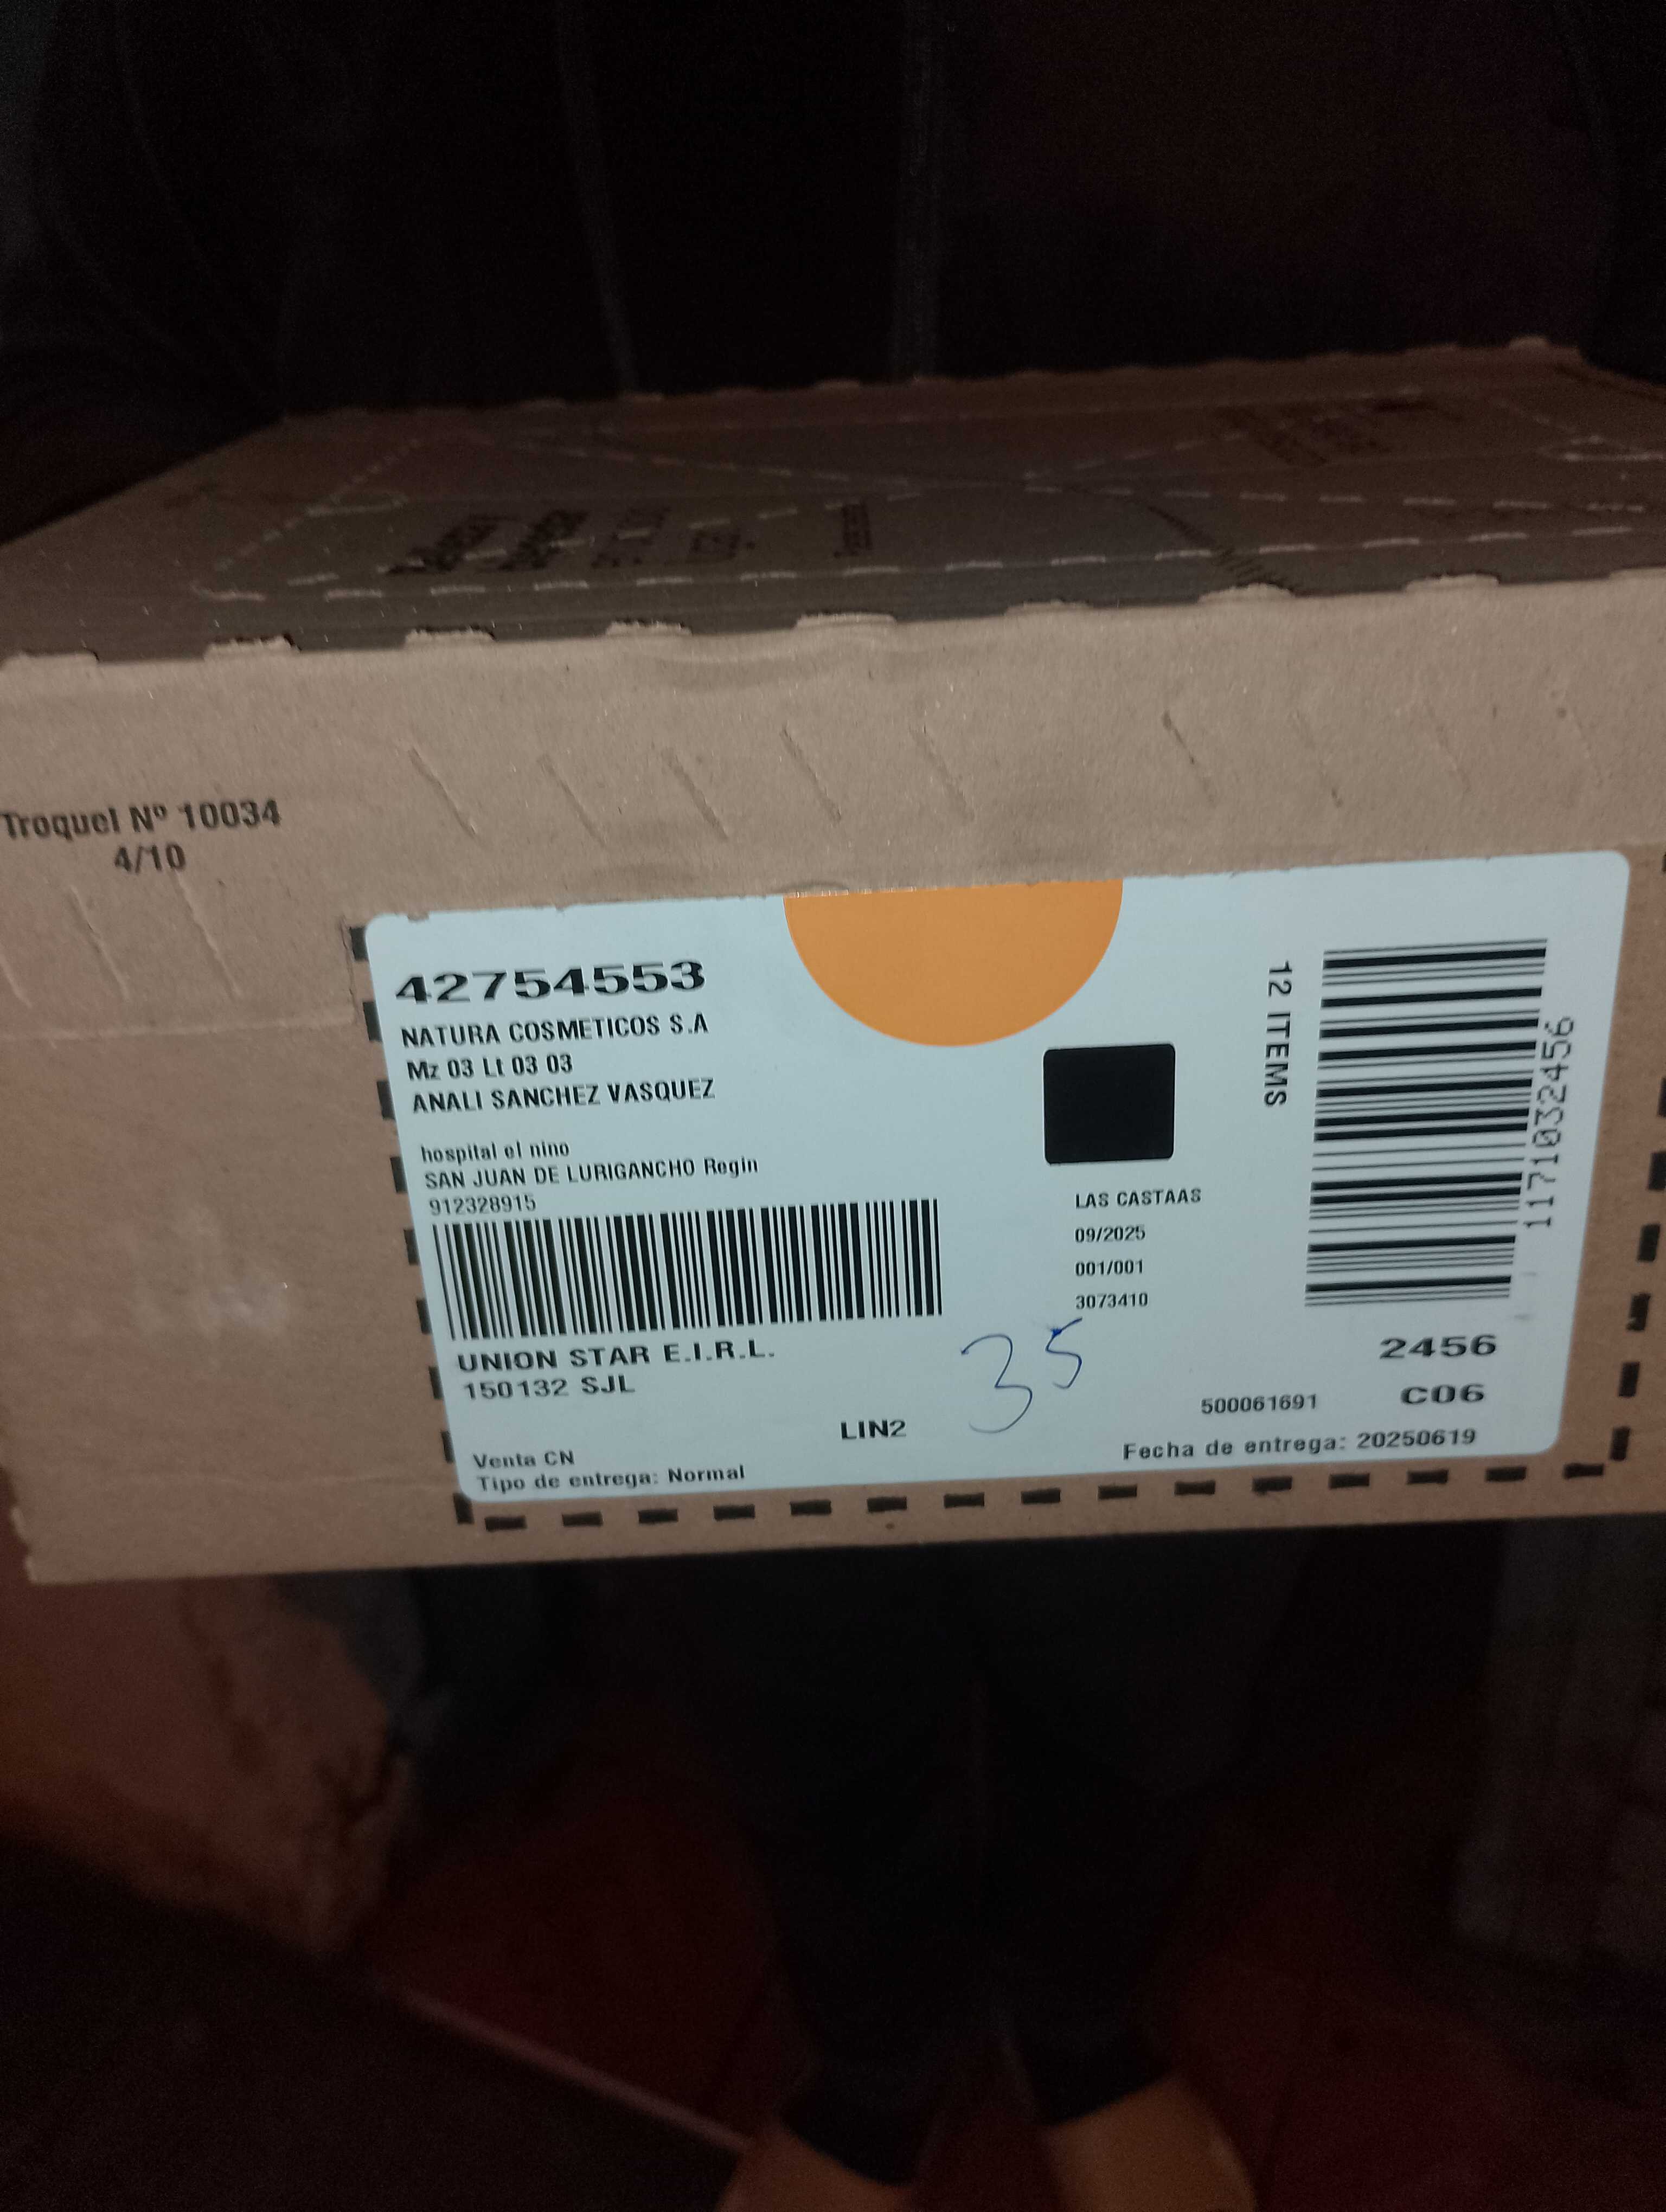 Troquel Nº 10034
4/10
42754553
NATURA COSMETICOS S.A
Mz 03 Lt 03 03
ANALI SANCHEZ VASQUEZ
hospital el nino
SAN JUAN DE LURIGANCHO Regin
912328915
UNION STAR E.I.R.L.
150132 SJL
LIN2
Venta CN
Tipo de entrega: Normal
LAS CASTAAS
09/2025
001/001
3073410
35
12 ITEMS
1171032456
2456
C06
500061691
Fecha de entrega: 20250619